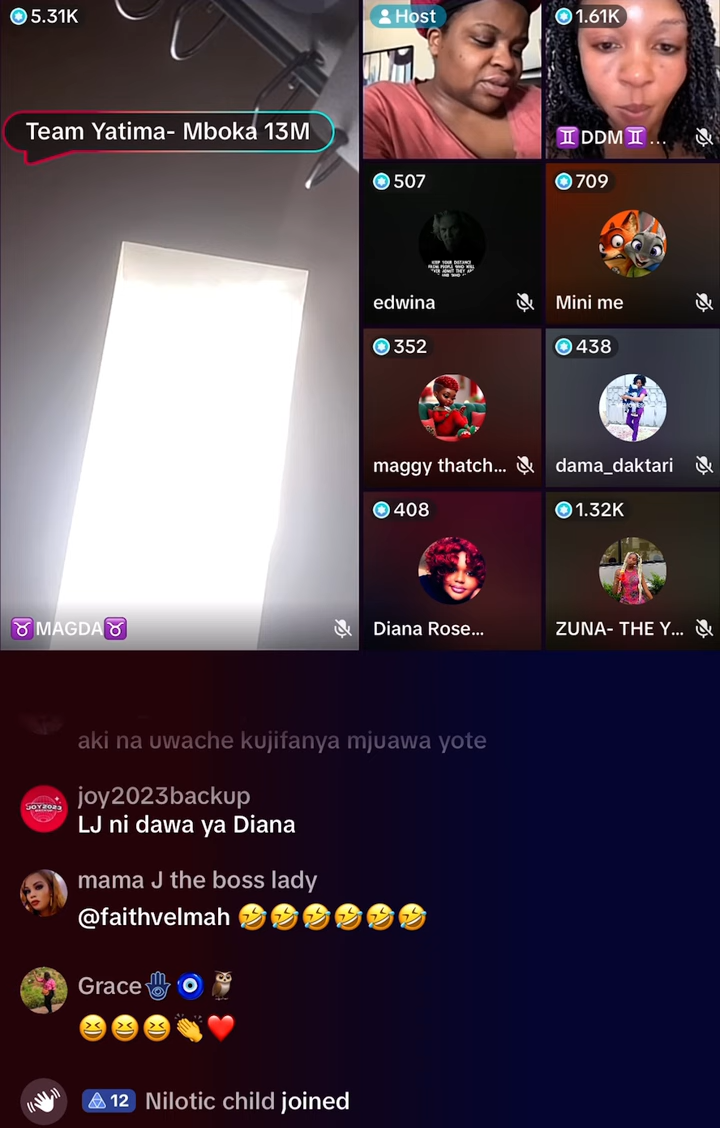 5.31K
Team Yatima- Mboka 13M
♉MAGDA♉
Host
1.61K
♊DDM♊...
507
edwina
709
Mini me
352
maggy thatch...
438
dama_daktari
408
Diana Rose...
1.32K
ZUNA- THE Y...
aki na uwache kujifanya mjuawa yote
joy2023backup
LJ ni dawa ya Diana
mama J the boss lady
@faithvelmah 🤣🤣🤣🤣🤣🤣
Grace🪬🧿🦉
😆😆😆👏❤️
12 Nilotic child joined